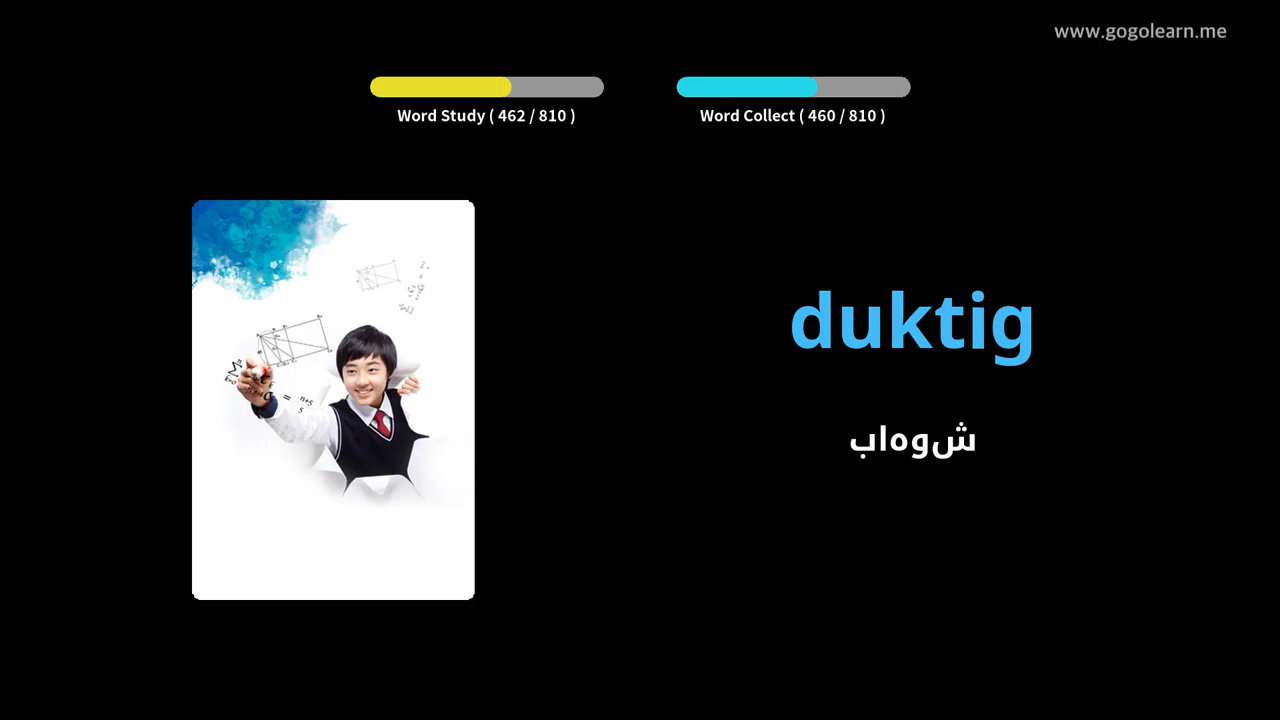 www.gogolearn.me
Word Study ( 462 / 810 )
Word Collect ( 460 / 810 )
duktig
شوهاب